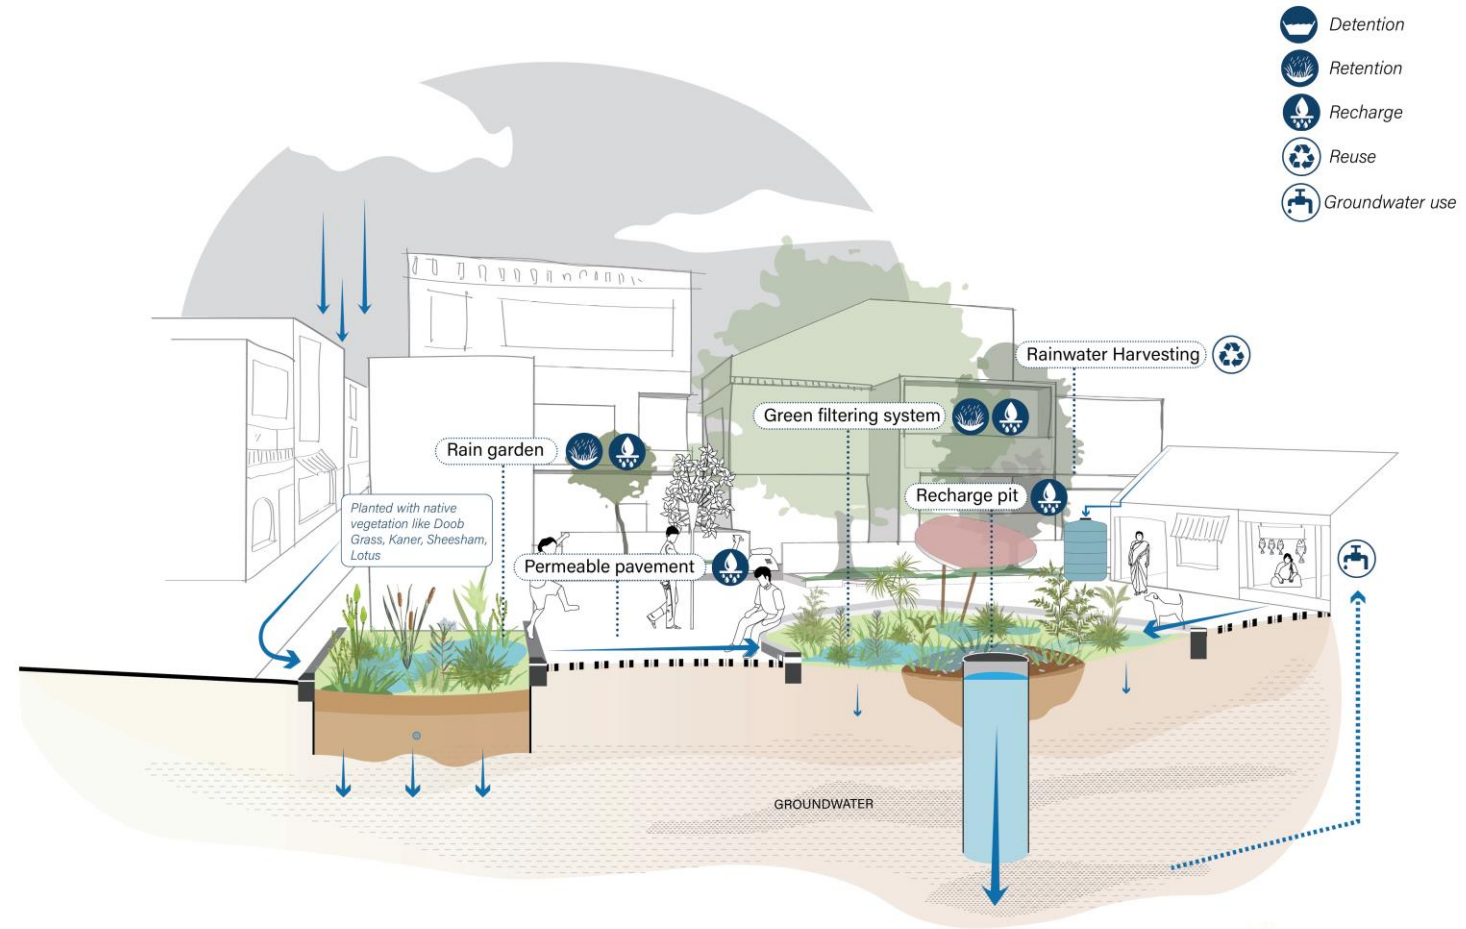 Detention
Retention
Recharge
Reuse
Groundwater use
Rainwater Harvesting
Green filtering system
Rain garden
Recharge pit
Planted with native
vegetation like Doob
Grass, Kaner, Sheesham,
Lotus
Permeable pavement
GROUNDWATER